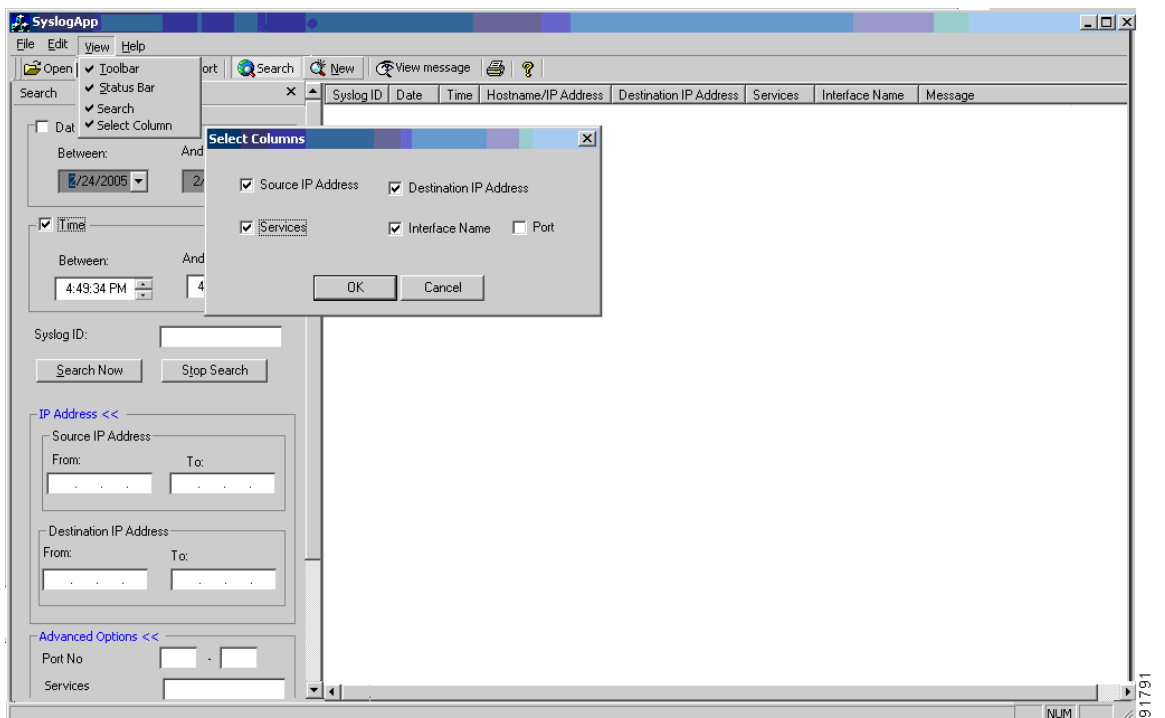 SyslogApp
File Edit View Help
Open ort Search New View message
Toolbar
Status Bar
Search
Select Column
Search
Syslog ID Date Time Hostname/IP Address Destination IP Address Services Interface Name Message
Dat
Between: And
2/24/2005 2/
Time
Between: And
4:49:34 PM 4
Select Columns
Source IP Address Destination IP Address
Services Interface Name Port
OK Cancel
Syslog ID:
Search Now Stop Search
IP Address <<
Source IP Address
From: To:
. . . . . .
Destination IP Address
From: To:
. . . . . .
Advanced Options <<
Port No -
Services
NUM
91791